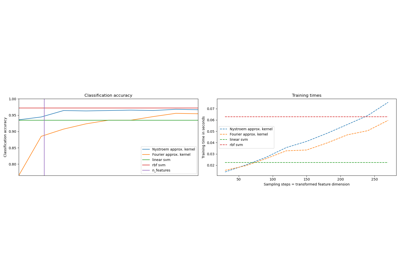 Classification accuracy
1.00
0.95
0.90
0.85
0.80
Classification accuracy
Nystroem approx. kernel
Fourier approx. kernel
linear svm
rbf svm
n_features
Training times
0.07
0.06
0.05
0.04
0.03
0.02
Training time in seconds
Nystroem approx. kernel
Fourier approx. kernel
linear svm
rbf svm
50
100
150
200
250
Sampling steps = transformed feature dimension